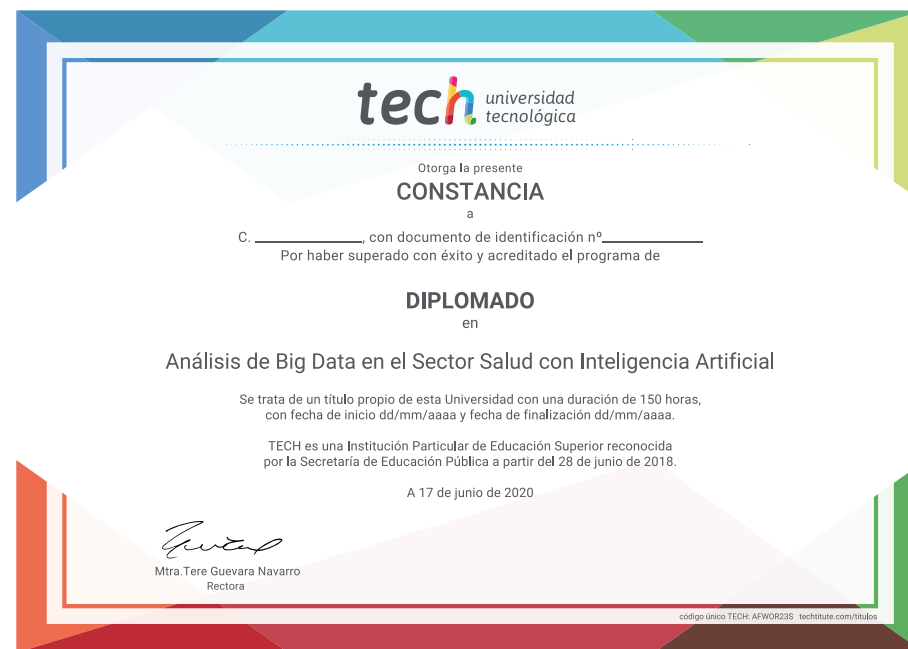 tech universidad
tecnológica
Otorga la presente
CONSTANCIA
a
C. ____________, con documento de identificación nº____________
Por haber superado con éxito y acreditado el programa de
DIPLOMADO
en
Análisis de Big Data en el Sector Salud con Inteligencia Artificial
Se trata de un título propio de esta Universidad con una duración de 150 horas,
con fecha de inicio dd/mm/aaaa y fecha de finalización dd/mm/aaaa.
TECH es una Institución Particular de Educación Superior reconocida
por la Secretaría de Educación Pública a partir del 28 de junio de 2018.
A 17 de junio de 2020
Mtra.Tere Guevara Navarro
Rectora
código único TECH: AFWOR23S techtitute.com/titulos